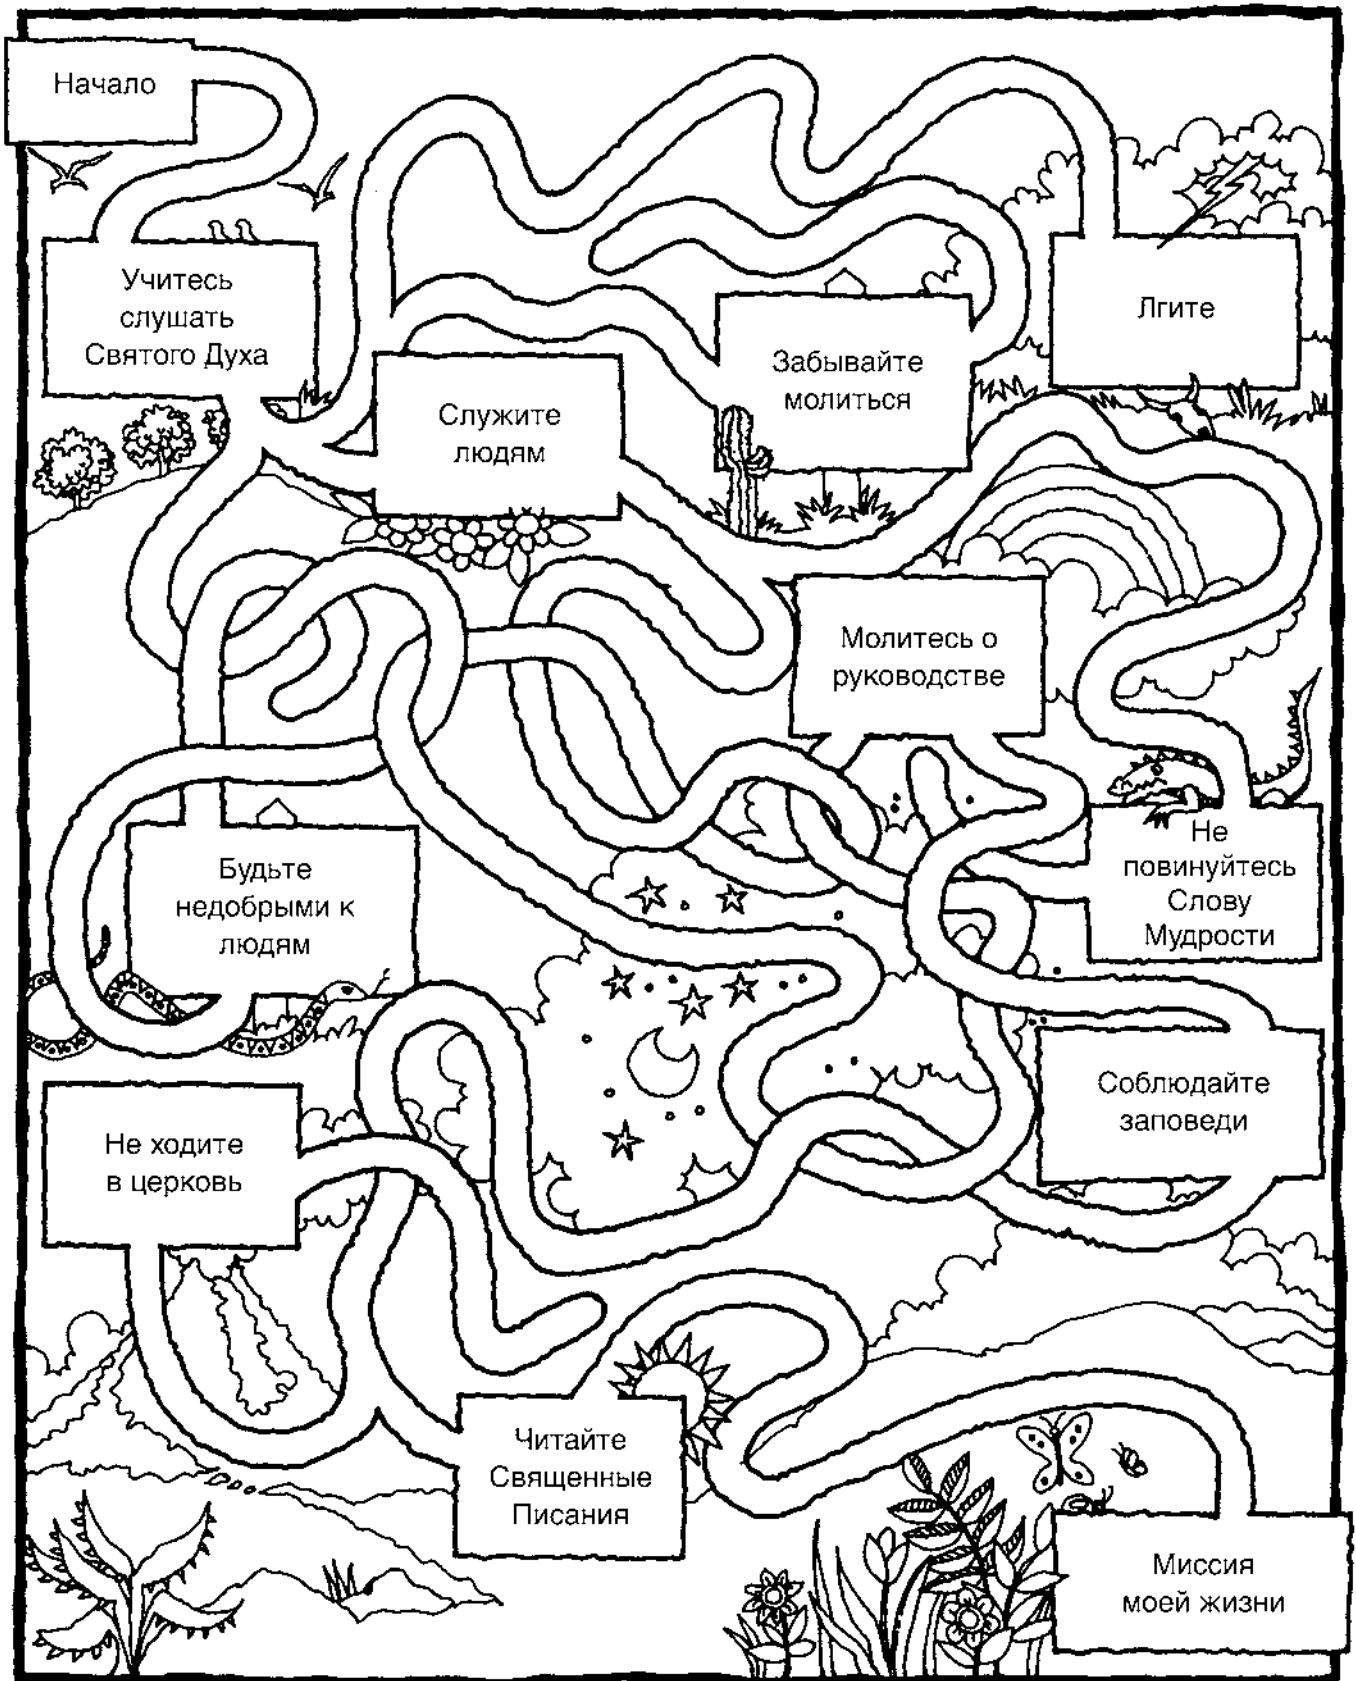 Начало
Учитесь
слушать
Святого Духа
Лгите
Забывайте
молиться
Служите
людям
Молитесь о
руководстве
Не
повинуйтесь
Слову
Мудрости
Будьте
недобрыми к
людям
Соблюдайте
заповеди
Не ходите
в церковь
Читайте
Священные
Писания
Миссия
моей жизни